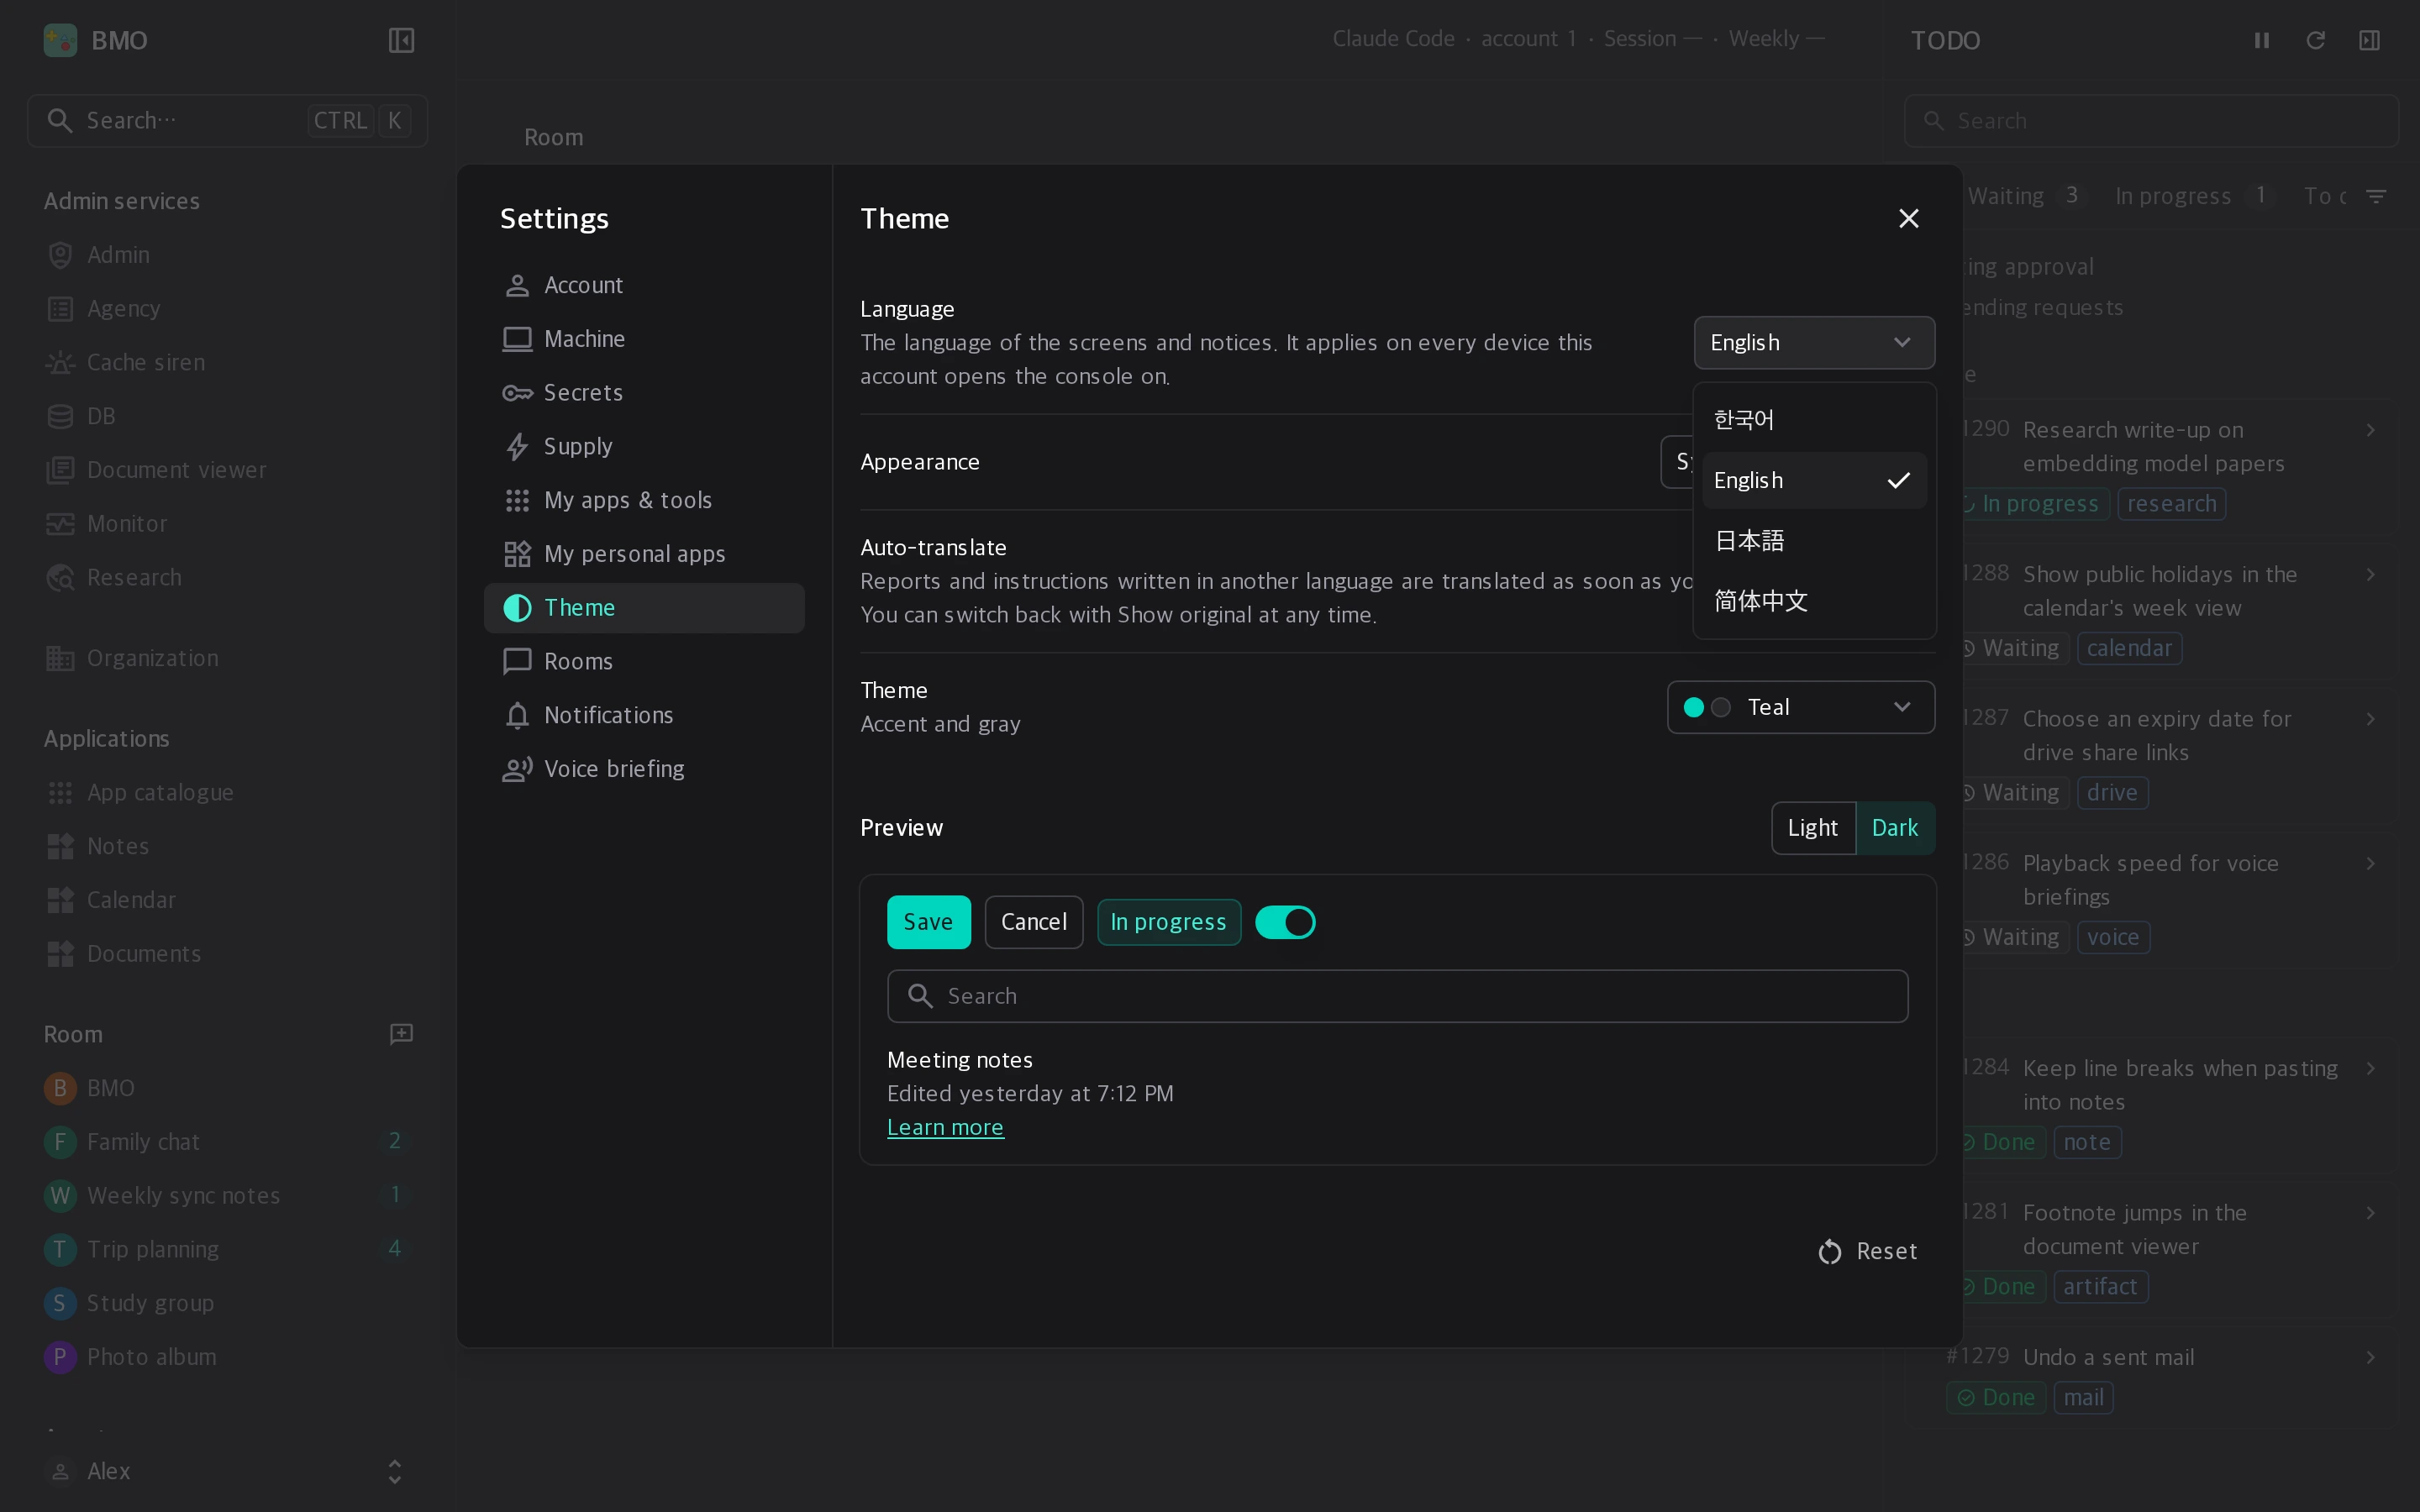 BMO
Search…
CTRL K
Admin services
Admin
Agency
Cache siren
DB
Document viewer
Monitor
Research
Organization
Applications
App catalogue
Notes
Calendar
Documents
Room
B BMO
F Family chat 2
W Weekly sync notes 1
T Trip planning 4
S Study group
P Photo album
Alex
Claude Code · account 1 · Session — · Weekly —
Room
Settings
Account
Machine
Secrets
Supply
My apps & tools
My personal apps
Theme
Rooms
Notifications
Voice briefing
Theme
Language
The language of the screens and notices. It applies on every device this
account opens the console on.
English
한국어
English
日本語
简体中文
Appearance
Auto-translate
Reports and instructions written in another language are translated as soon as
You can switch back with Show original at any time.
Theme
Accent and gray
Teal
Preview
Light Dark
Save Cancel In progress
Search
Meeting notes
Edited yesterday at 7:12 PM
Learn more
Reset
TODO
Search
Waiting 3 In progress 1 To
approval
requests
1290 Research write-up on
embedding model papers
In progress research
1288 Show public holidays in the
calendar's week view
Waiting calendar
1287 Choose an expiry date for
drive share links
Waiting drive
1286 Playback speed for voice
briefings
Waiting voice
1284 Keep line breaks when pasting
into notes
Done note
1281 Footnote jumps in the
document viewer
Done artifact
#1279 Undo a sent mail
Done mail